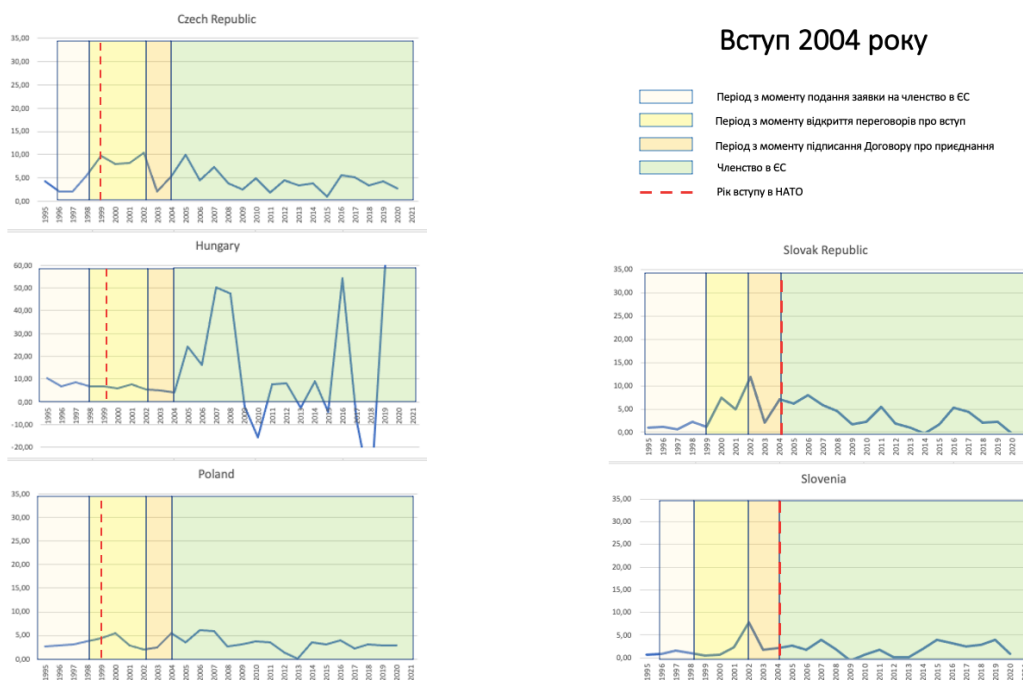 Czech Republic
35,00
30,00
25,00
20,00
15,00
10,00
5,00
0,00
1995 1996 1997 1998 1999 2000 2001 2002 2003 2004 2005 2006 2007 2008 2009 2010 2011 2012 2013 2014 2015 2016 2017 2018 2019 2020 2021
Вступ 2004 року
Період з моменту подання заявки на членство в ЄС
Період з моменту відкриття переговорів про вступ
Період з моменту підписання Договору про приєднання
Членство в ЄС
Рік вступу в НАТО
Hungary
60,00
50,00
40,00
30,00
20,00
10,00
0,00
-10,00
-20,00
1995 1996 1997 1998 1999 2000 2001 2002 2003 2004 2005 2006 2007 2008 2009 2010 2011 2012 2013 2014 2015 2016 2017 2018 2019 2020 2021
Slovak Republic
35,00
30,00
25,00
20,00
15,00
10,00
5,00
0,00
1995 1996 1997 1998 1999 2000 2001 2002 2003 2004 2005 2006 2007 2008 2009 2010 2011 2012 2013 2014 2015 2016 2017 2018 2019 2020
Poland
35,00
30,00
25,00
20,00
15,00
10,00
5,00
0,00
1995 1996 1997 1998 1999 2000 2001 2002 2003 2004 2005 2006 2007 2008 2009 2010 2011 2012 2013 2014 2015 2016 2017 2018 2019 2020 2021
Slovenia
35,00
30,00
25,00
20,00
15,00
10,00
5,00
0,00
1995 1996 1997 1998 1999 2000 2001 2002 2003 2004 2005 2006 2007 2008 2009 2010 2011 2012 2013 2014 2015 2016 2017 2018 2019 2020